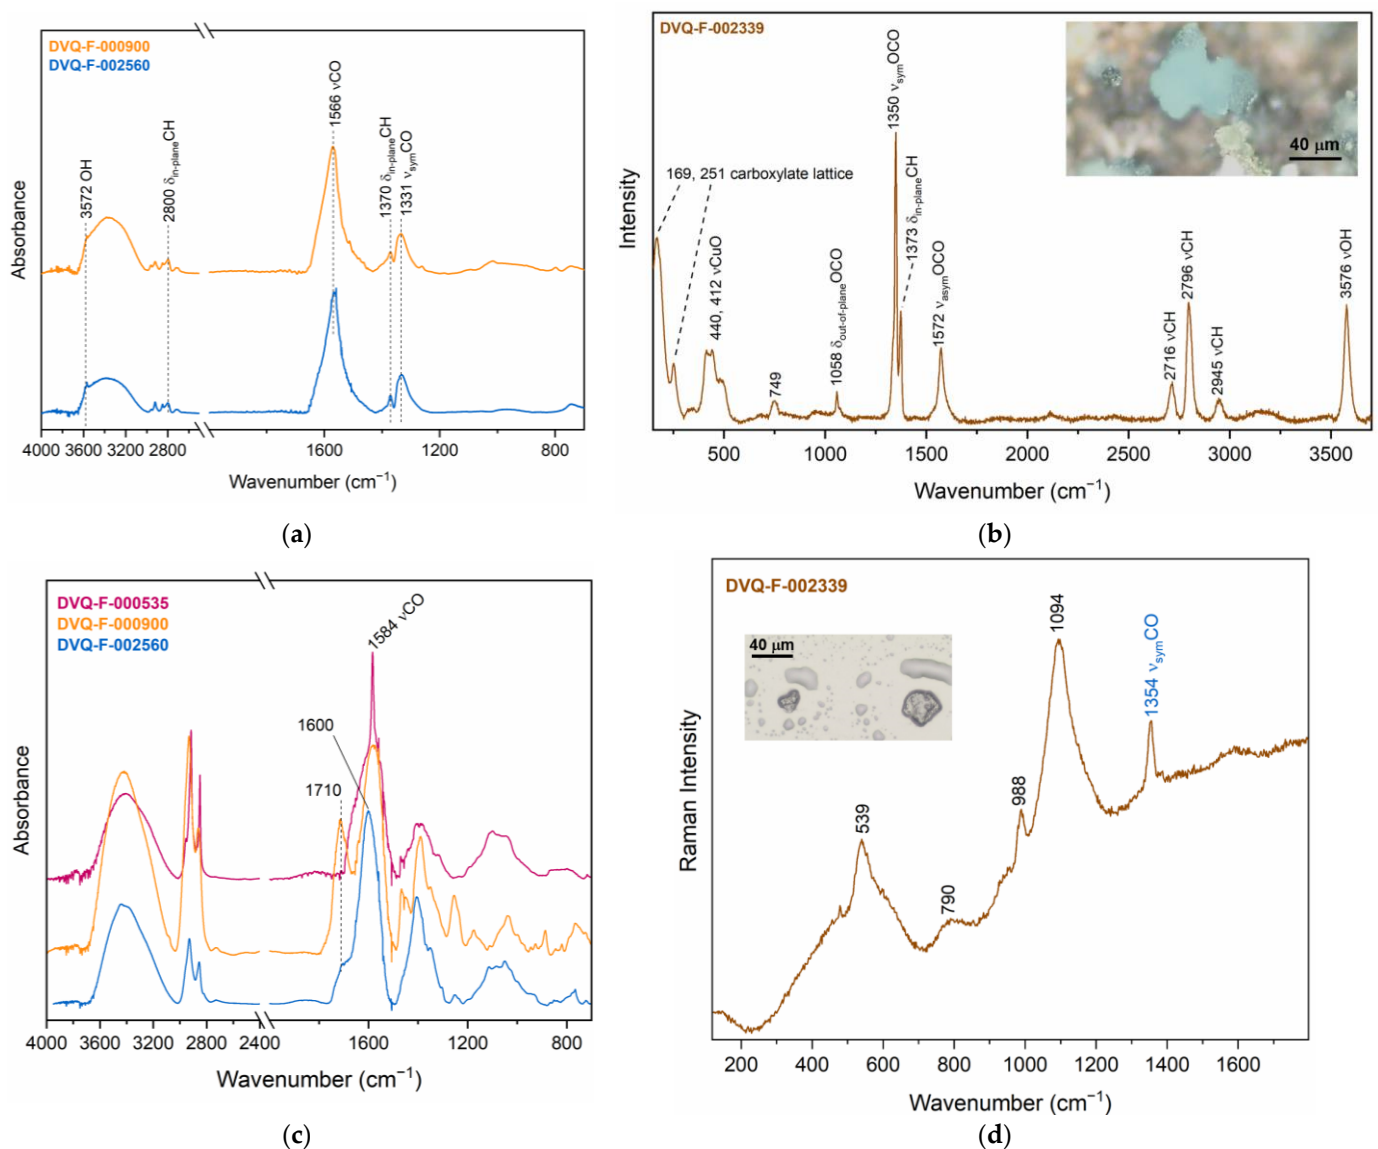 DVQ-F-000900
DVQ-F-002560
3572 OH
2800 δin-planeCH
1566 νCO
1370 δin-planeCH
1331 νsymCO
Absorbance
4000 3600 3200 2800 1600 1200 800
Wavenumber (cm−1)
(a)
DVQ-F-002339
169, 251 carboxylate lattice
440, 412 νCuO
749
1058 δout-of-planeOCO
1350 νsymOCO
1373 δin-planeCH
1572 νasymOCO
2716 νCH
2796 νCH
2945 νCH
3576 νOH
40 μm
Intensity
500 1000 1500 2000 2500 3000 3500
Wavenumber (cm−1)
(b)
DVQ-F-000535
DVQ-F-000900
DVQ-F-002560
1584 νCO
1600
1710
Absorbance
4000 3600 3200 2800 2400 1600 1200 800
Wavenumber (cm−1)
(c)
DVQ-F-002339
40 μm
539
790
988
1094
1354 νsymCO
Raman Intensity
200 400 600 800 1000 1200 1400 1600
Wavenumber (cm−1)
(d)